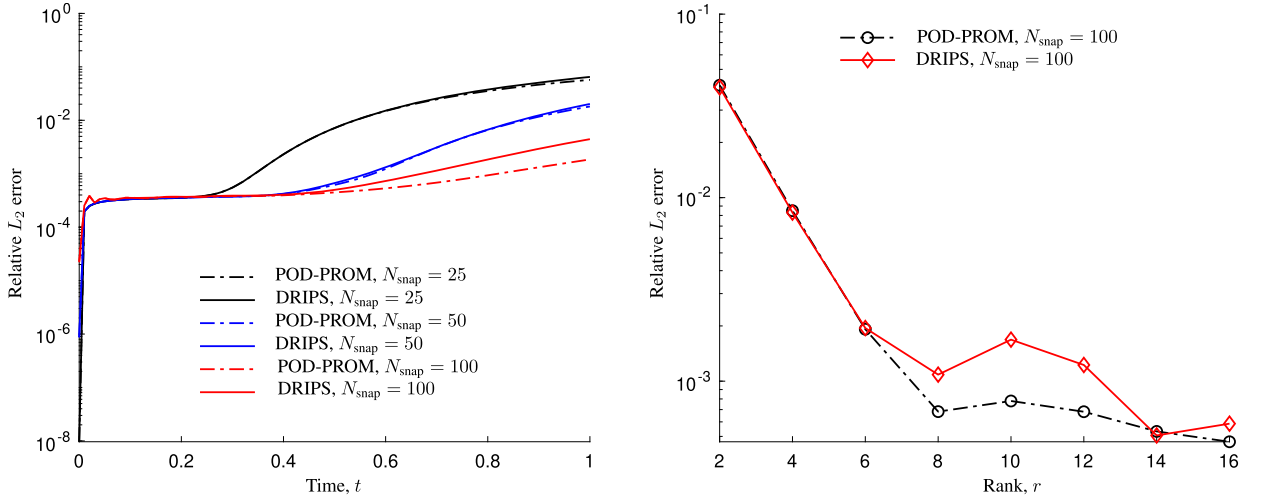 10^0
10^-2
10^-4
10^-6
10^-8
0
0.2
0.4
0.6
0.8
1
Time, t
Relative L_2 error
POD-PROM, N_snap = 25
DRIPS, N_snap = 25
POD-PROM, N_snap = 50
DRIPS, N_snap = 50
POD-PROM, N_snap = 100
DRIPS, N_snap = 100
10^-1
10^-2
10^-3
2
4
6
8
10
12
14
16
Rank, r
Relative L_2 error
POD-PROM, N_snap = 100
DRIPS, N_snap = 100